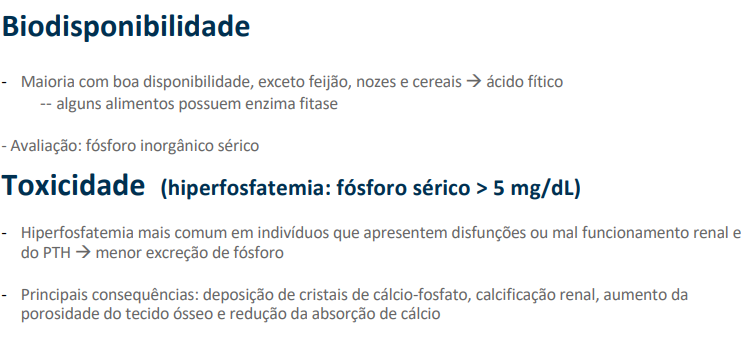 Biodisponibilidade
- Maioria com boa disponibilidade, exceto feijão, nozes e cereais → ácido fítico
-- alguns alimentos possuem enzima fitase
- Avaliação: fósforo inorgânico sérico
Toxicidade (hiperfosfatemia: fósforo sérico > 5 mg/dL)
- Hiperfosfatemia mais comum em indivíduos que apresentem disfunções ou mal funcionamento renal e
do PTH → menor excreção de fósforo
- Principais consequências: deposição de cristais de cálcio-fosfato, calcificação renal, aumento da
porosidade do tecido ósseo e redução da absorção de cálcio